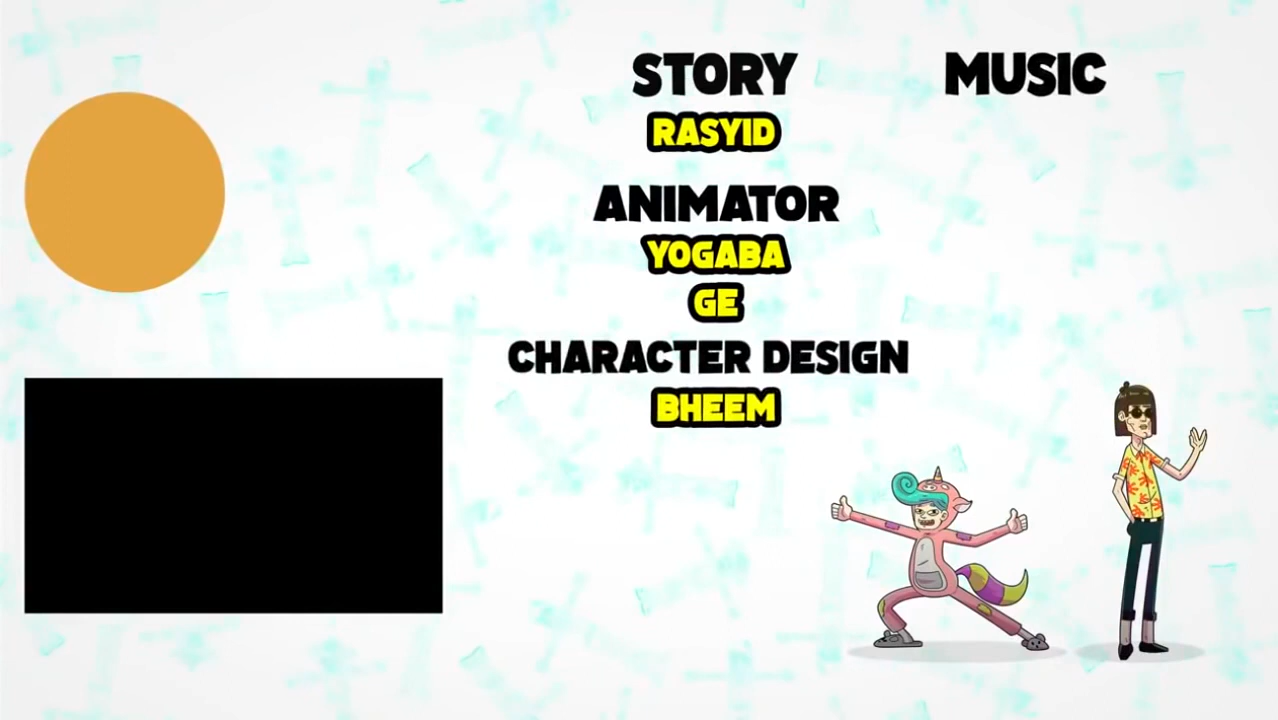 STORY
RASYID
ANIMATOR
YOGABA
GE
CHARACTER DESIGN
BHEEM
MUSIC